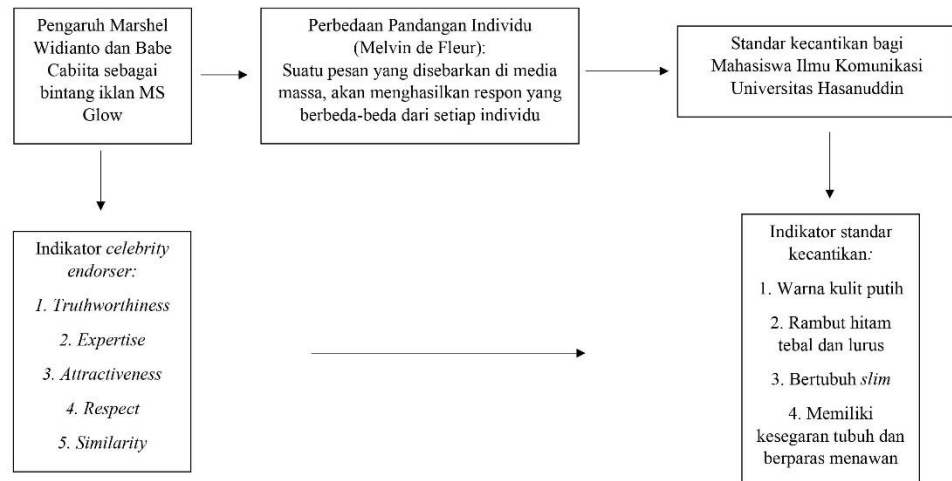 Pengaruh Marshel
Widianto dan Babe
Cabiita sebagai
bintang iklan MS
Glow
Perbedaan Pandangan Individu
(Melvin de Fleur):
Suatu pesan yang disebarkan di media
massa, akan menghasilkan respon yang
berbeda-beda dari setiap individu
Standar kecantikan bagi
Mahasiswa Ilmu Komunikasi
Universitas Hasanuddin
Indikator celebrity
endorser:
1. Truthworthiness
2. Expertise
3. Attractiveness
4. Respect
5. Similarity
Indikator standar
kecantikan:
1. Warna kulit putih
2. Rambut hitam
tebal dan lurus
3. Bertubuh slim
4. Memiliki
kesegaran tubuh dan
berparas menawan